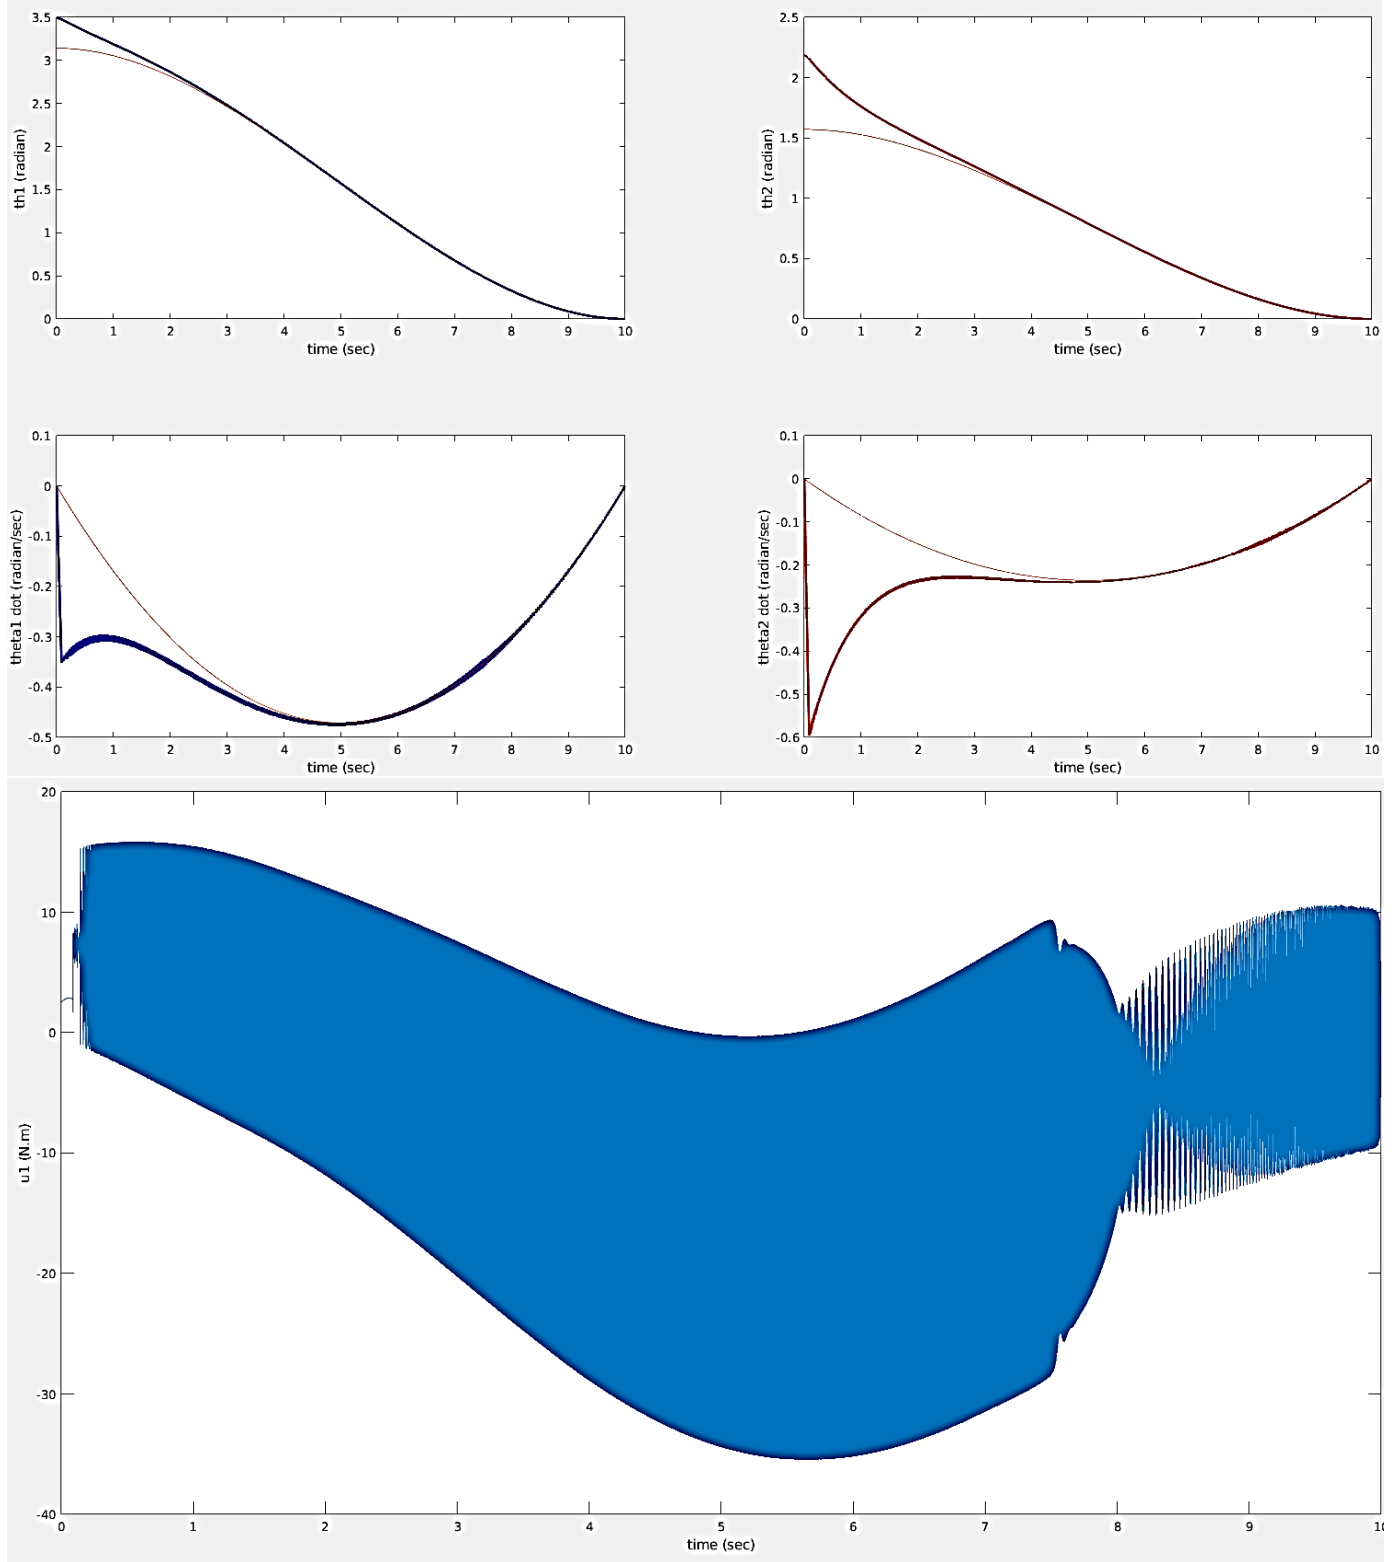 3.5
3
2.5
2
1.5
1
0.5
0
th1 (radian)
0 1 2 3 4 5 6 7 8 9 10
time (sec)
2.5
2
1.5
1
0.5
0
th2 (radian)
0 1 2 3 4 5 6 7 8 9 10
time (sec)
0.1
0
-0.1
-0.2
-0.3
-0.4
-0.5
theta1 dot (radian/sec)
0 1 2 3 4 5 6 7 8 9 10
time (sec)
0.1
0
-0.1
-0.2
-0.3
-0.4
-0.5
-0.6
theta2 dot (radian/sec)
0 1 2 3 4 5 6 7 8 9 10
time (sec)
20
10
0
-10
-20
-30
-40
u1 (N.m)
0 1 2 3 4 5 6 7 8 9 10
time (sec)